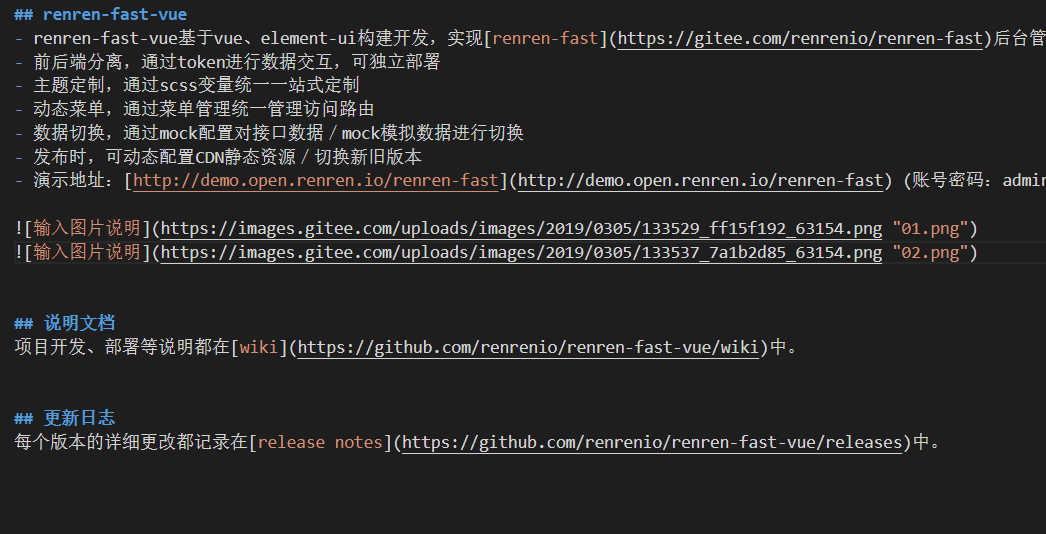 ## renren-fast-vue
- renren-fast-vue基于vue、element-ui构建开发，实现[renren-fast](https://gitee.com/renrenio/renren-fast)后台管
- 前后端分离，通过token进行数据交互，可独立部署
- 主题定制，通过scss变量统一一站式定制
- 动态菜单，通过菜单管理统一管理访问路由
- 数据切换，通过mock配置对接口数据／mock模拟数据进行切换
- 发布时，可动态配置CDN静态资源／切换新旧版本
- 演示地址：[http://demo.open.renren.io/renren-fast](http://demo.open.renren.io/renren-fast) (账号密码：admin
![输入图片说明](https://images.gitee.com/uploads/images/2019/0305/133529_ff15f192_63154.png "01.png")
![输入图片说明](https://images.gitee.com/uploads/images/2019/0305/133537_7a1b2d85_63154.png "02.png")
## 说明文档
项目开发、部署等说明都在[wiki](https://github.com/renrenio/renren-fast-vue/wiki)中。
## 更新日志
每个版本的详细更改都记录在[release notes](https://github.com/renrenio/renren-fast-vue/releases)中。